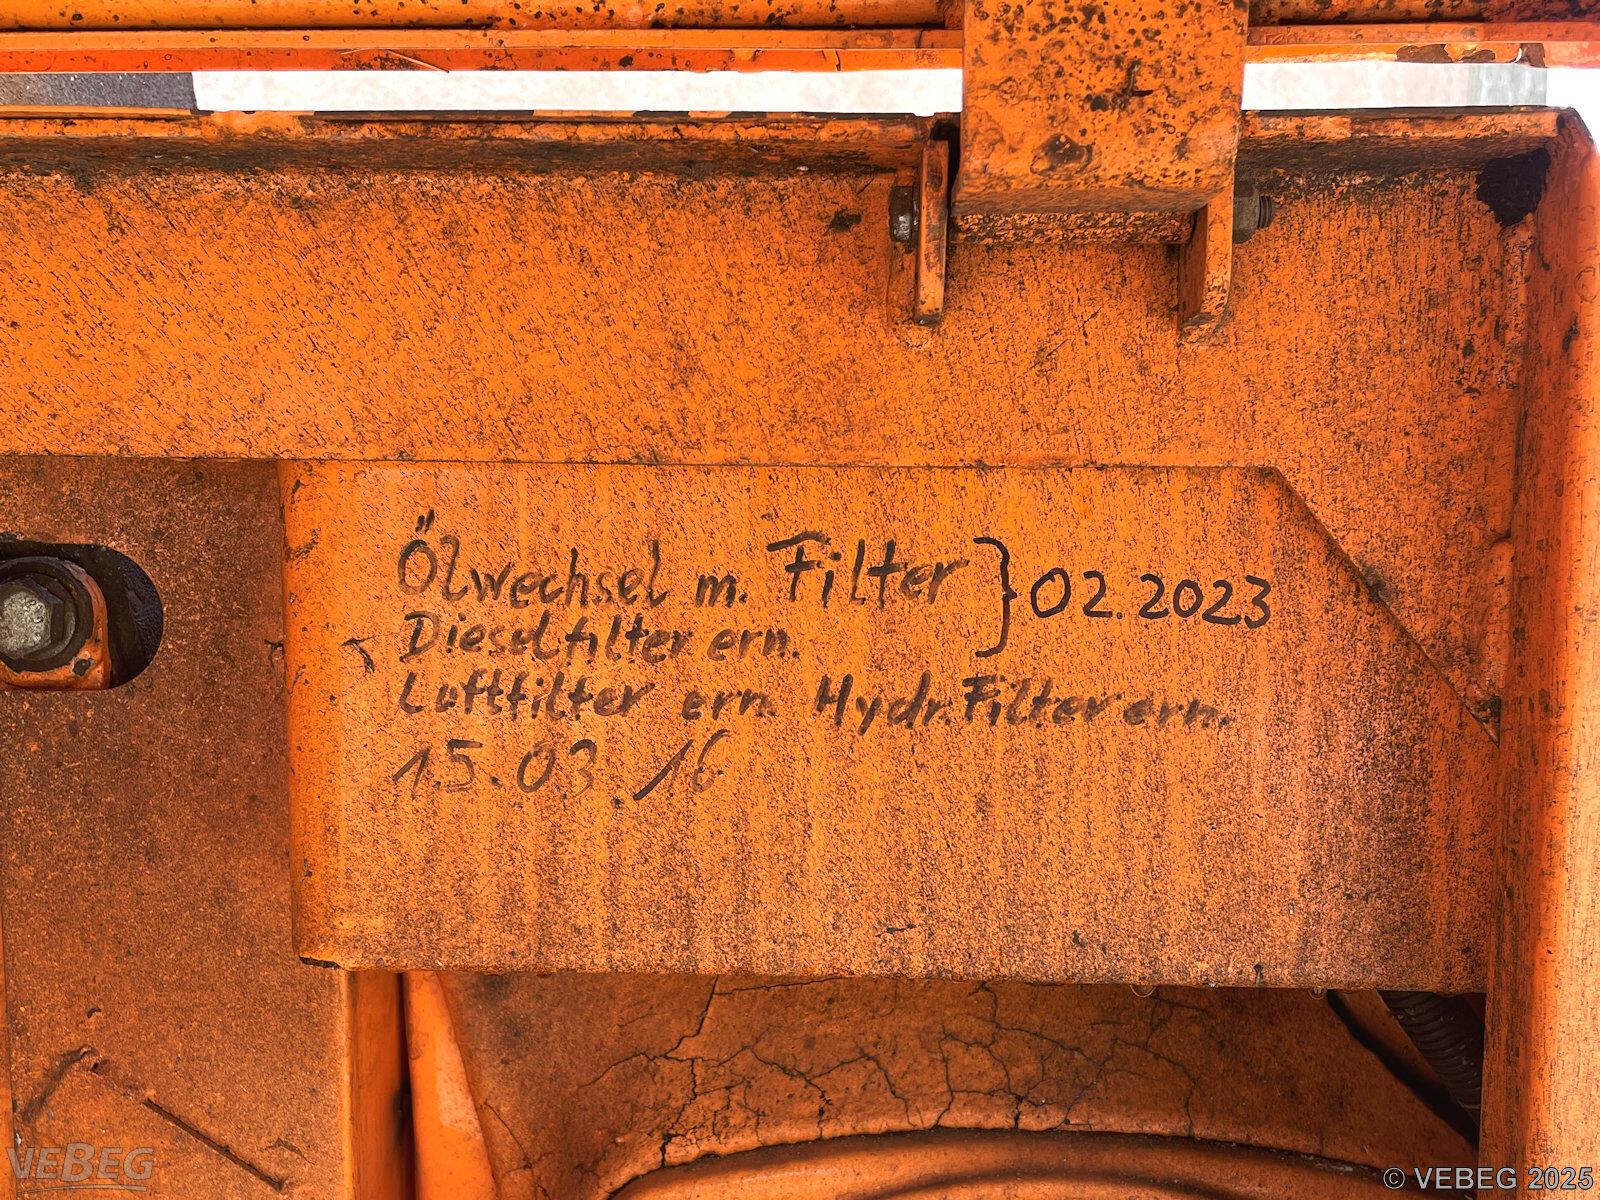 Ölwechsel m. Filter } 02.2023
Dieselfilter ern.
Luftfilter ern. Hydr. Filter ern.
15.03.16
VEBEG
© VEBEG 2025